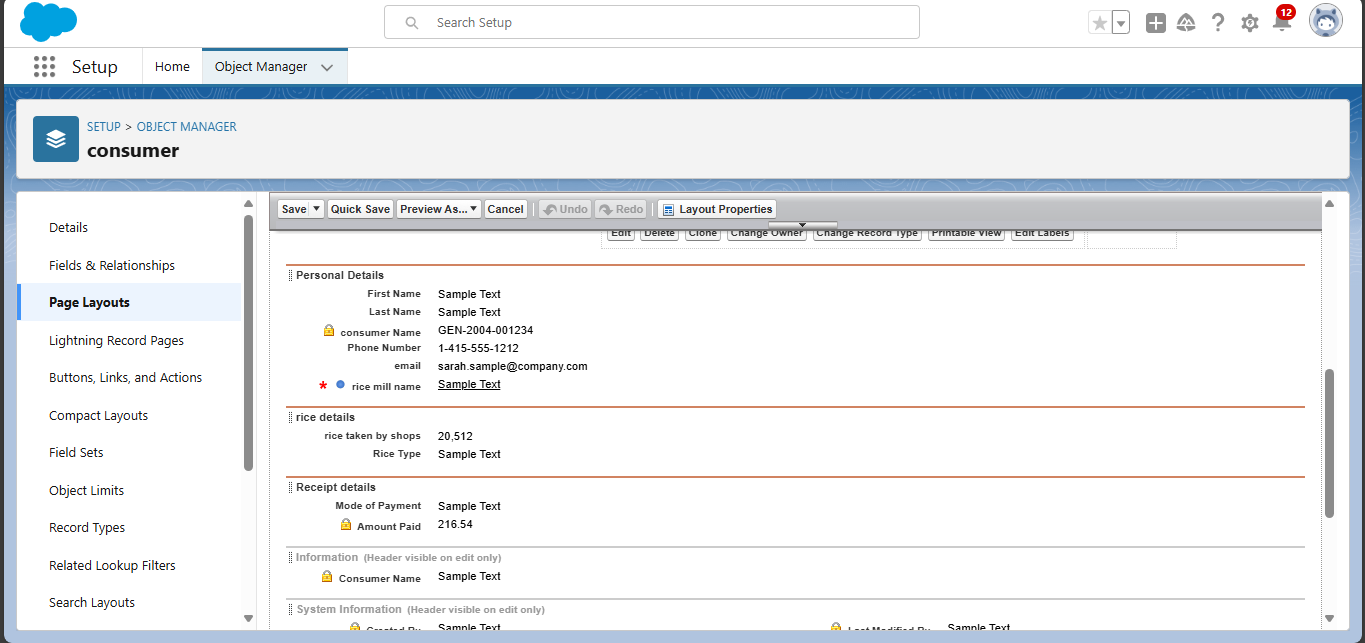 Search Setup
12
Setup
Home
Object Manager
SETUP > OBJECT MANAGER
consumer
Details
Fields & Relationships
Page Layouts
Lightning Record Pages
Buttons, Links, and Actions
Compact Layouts
Field Sets
Object Limits
Record Types
Related Lookup Filters
Search Layouts
Save Quick Save Preview As... Cancel Undo Redo Layout Properties
Edit Delete Clone Change Owner Change Record Type Printable View Edit Labels
Personal Details
First Name Sample Text
Last Name Sample Text
consumer Name GEN-2004-001234
Phone Number 1-415-555-1212
email sarah.sample@company.com
* rice mill name Sample Text
rice details
rice taken by shops 20,512
Rice Type Sample Text
Receipt details
Mode of Payment Sample Text
Amount Paid 216.54
Information (Header visible on edit only)
Consumer Name Sample Text
System Information (Header visible on edit only)
Created By Sample Text Last Modified By Sample Text